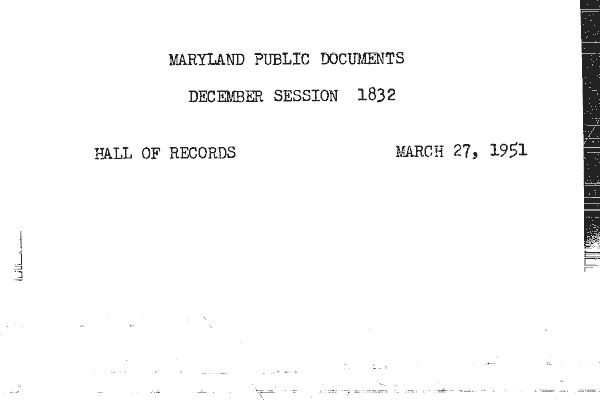 MARYLAND PUBLIC DOCUMENTS
DECEMBER SESSION 1832
HALL OF RECORDS MARCH 27, 1951